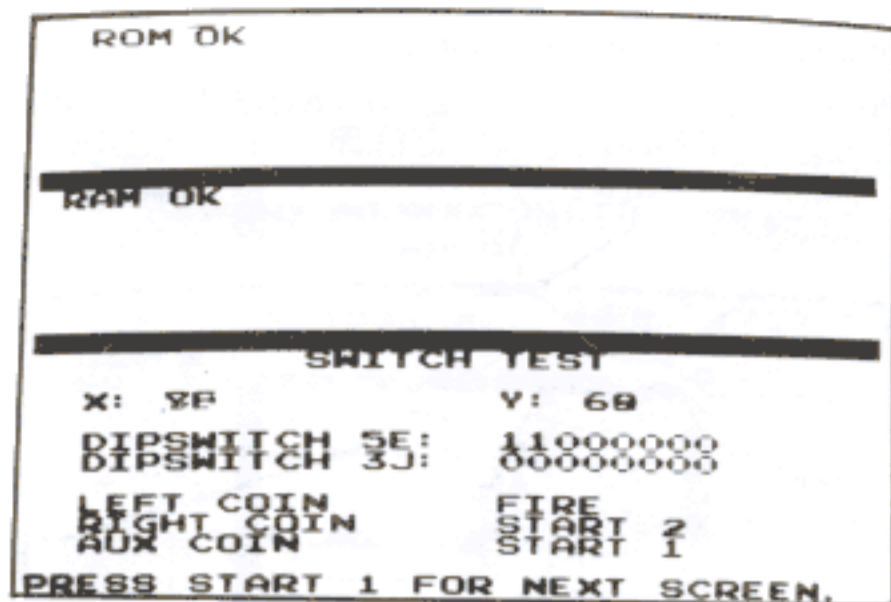 ROM OK
RAM OK
SWITCH TEST
X: Y:
DIPSWITCH 5E: 11000000
DIPSWITCH 3J: 00000000
LEFT COIN FIRE
RIGHT COIN START 2
AUX COIN START 1
PRESS START 1 FOR NEXT SCREEN.